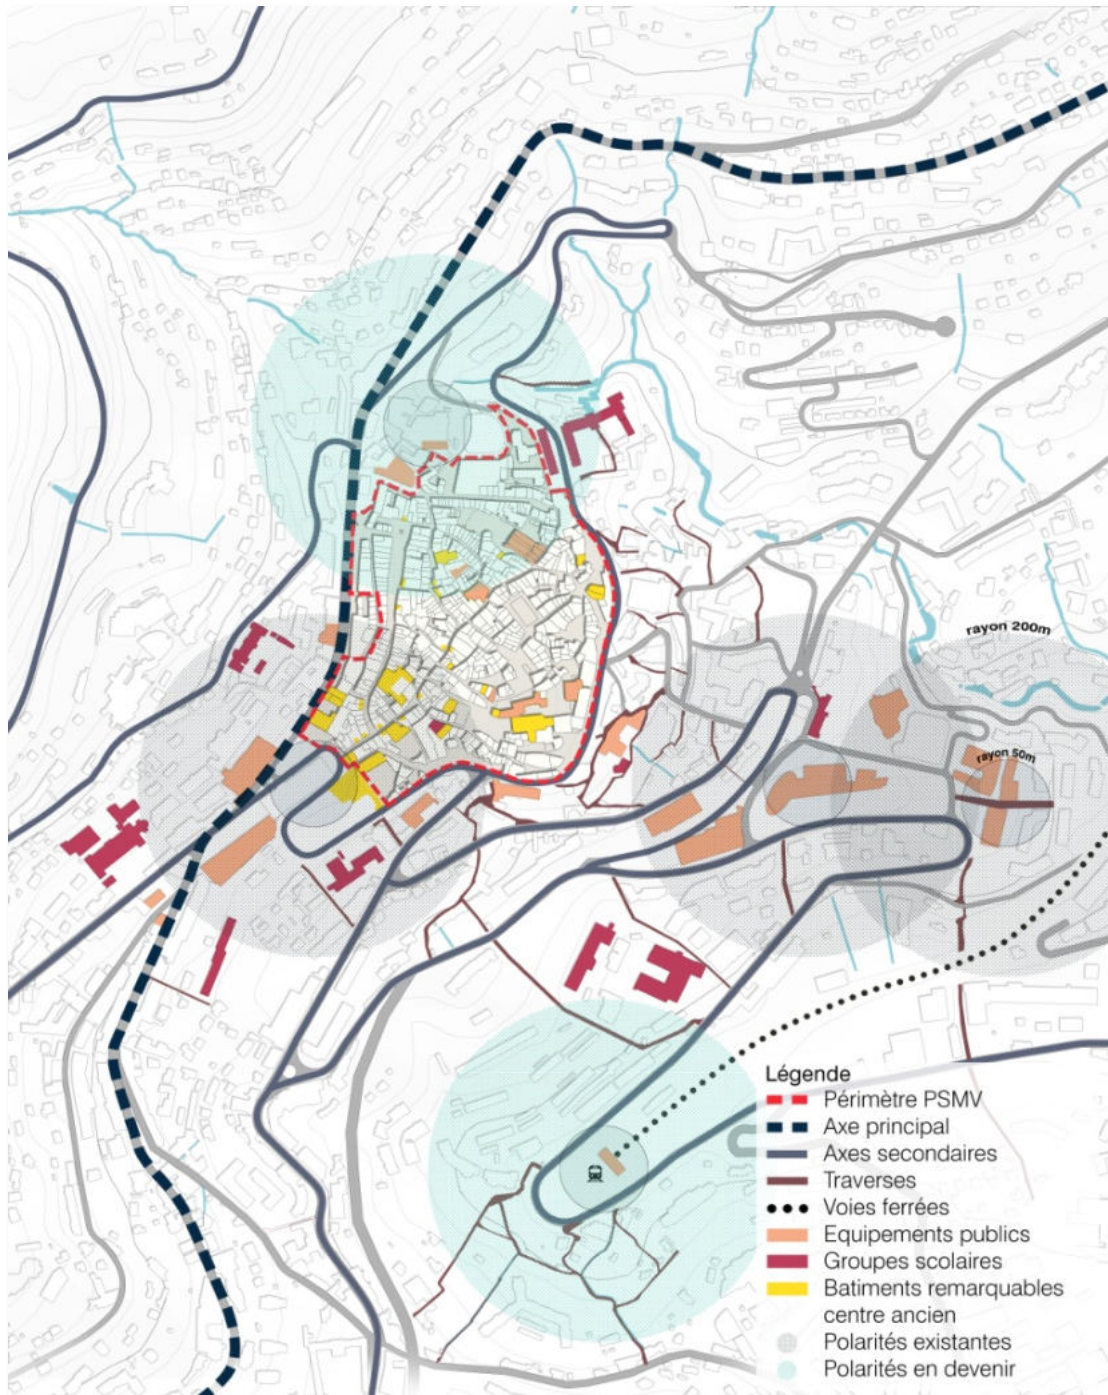 rayon 200m
rayon 50m
Légende
Périmètre PSMV
Axe principal
Axes secondaires
Traverses
Voies ferrées
Equipements publics
Groupes scolaires
Batiments remarquables
centre ancien
Polarités existantes
Polarités en devenir